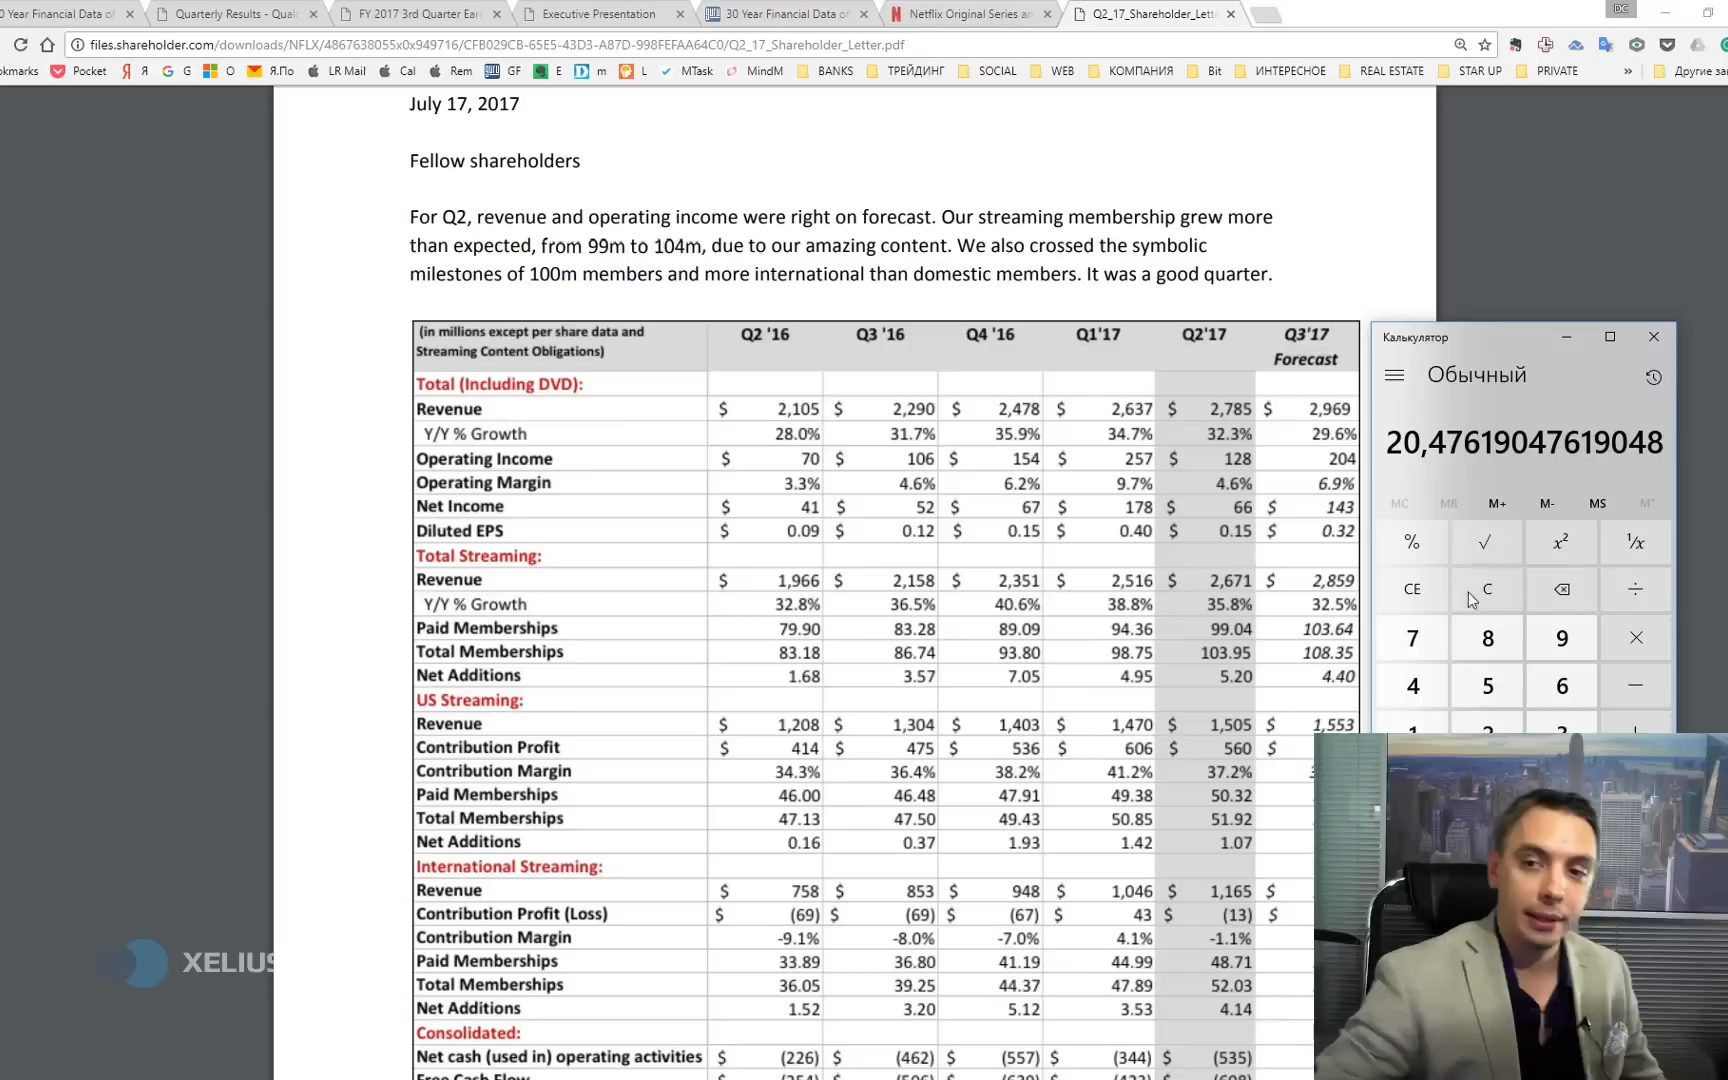 0 Year Financial Data of
Quarterly Results - Qual
FY 2017 3rd Quarter Ear
Executive Presentation
30 Year Financial Data of
Netflix Original Series a
Q2_17_Shareholder_Lett
DC
files.shareholder.com/downloads/NFLX/4867638055x0x949716/CFB029CB-65E5-43D3-A87D-998FEFAA64C0/Q2_17_Shareholder_Letter.pdf
okmarks Pocket Я G O Я.По LR Mail Cal Rem GF E m L MTask MindM BANKS ТРЕЙДИНГ SOCIAL WEB КОМПАНИЯ Bit ИНТЕРЕСНОЕ REAL ESTATE STAR UP PRIVATE » Другие за
July 17, 2017
Fellow shareholders
For Q2, revenue and operating income were right on forecast. Our streaming membership grew more
than expected, from 99m to 104m, due to our amazing content. We also crossed the symbolic
milestones of 100m members and more international than domestic members. It was a good quarter.
(in millions except per share data and Streaming Content Obligations) Q2 '16 Q3 '16 Q4 '16 Q1'17 Q2'17 Q3'17 Forecast
Total (Including DVD):
Revenue $ 2,105 $ 2,290 $ 2,478 $ 2,637 $ 2,785 $ 2,969
Y/Y % Growth 28.0% 31.7% 35.9% 34.7% 32.3% 29.6%
Operating Income $ 70 $ 106 $ 154 $ 257 $ 128 204
Operating Margin 3.3% 4.6% 6.2% 9.7% 4.6% 6.9%
Net Income $ 41 $ 52 $ 67 $ 178 $ 66 $ 143
Diluted EPS $ 0.09 $ 0.12 $ 0.15 $ 0.40 $ 0.15 $ 0.32
Total Streaming:
Revenue $ 1,966 $ 2,158 $ 2,351 $ 2,516 $ 2,671 $ 2,859
Y/Y % Growth 32.8% 36.5% 40.6% 38.8% 35.8% 32.5%
Paid Memberships 79.90 83.28 89.09 94.36 99.04 103.64
Total Memberships 83.18 86.74 93.80 98.75 103.95 108.35
Net Additions 1.68 3.57 7.05 4.95 5.20 4.40
US Streaming:
Revenue $ 1,208 $ 1,304 $ 1,403 $ 1,470 $ 1,505 $ 1,553
Contribution Profit $ 414 $ 475 $ 536 $ 606 $ 560 $
Contribution Margin 34.3% 36.4% 38.2% 41.2% 37.2%
Paid Memberships 46.00 46.48 47.91 49.38 50.32
Total Memberships 47.13 47.50 49.43 50.85 51.92
Net Additions 0.16 0.37 1.93 1.42 1.07
International Streaming:
Revenue $ 758 $ 853 $ 948 $ 1,046 $ 1,165 $
Contribution Profit (Loss) $ (69) $ (69) $ (67) $ 43 $ (13) $
Contribution Margin -9.1% -8.0% -7.0% 4.1% -1.1%
Paid Memberships 33.89 36.80 41.19 44.99 48.71
Total Memberships 36.05 39.25 44.37 47.89 52.03
Net Additions 1.52 3.20 5.12 3.53 4.14
Consolidated:
Net cash (used in) operating activities $ (226) $ (462) $ (557) $ (344) $ (535)
Free Cash Flow
Калькулятор
Обычный
20,47619047619048
MC MR M+ M- MS
% √ x² ¹/x
CE C ÷
7 8 9 ×
4 5 6 −
XELIUS